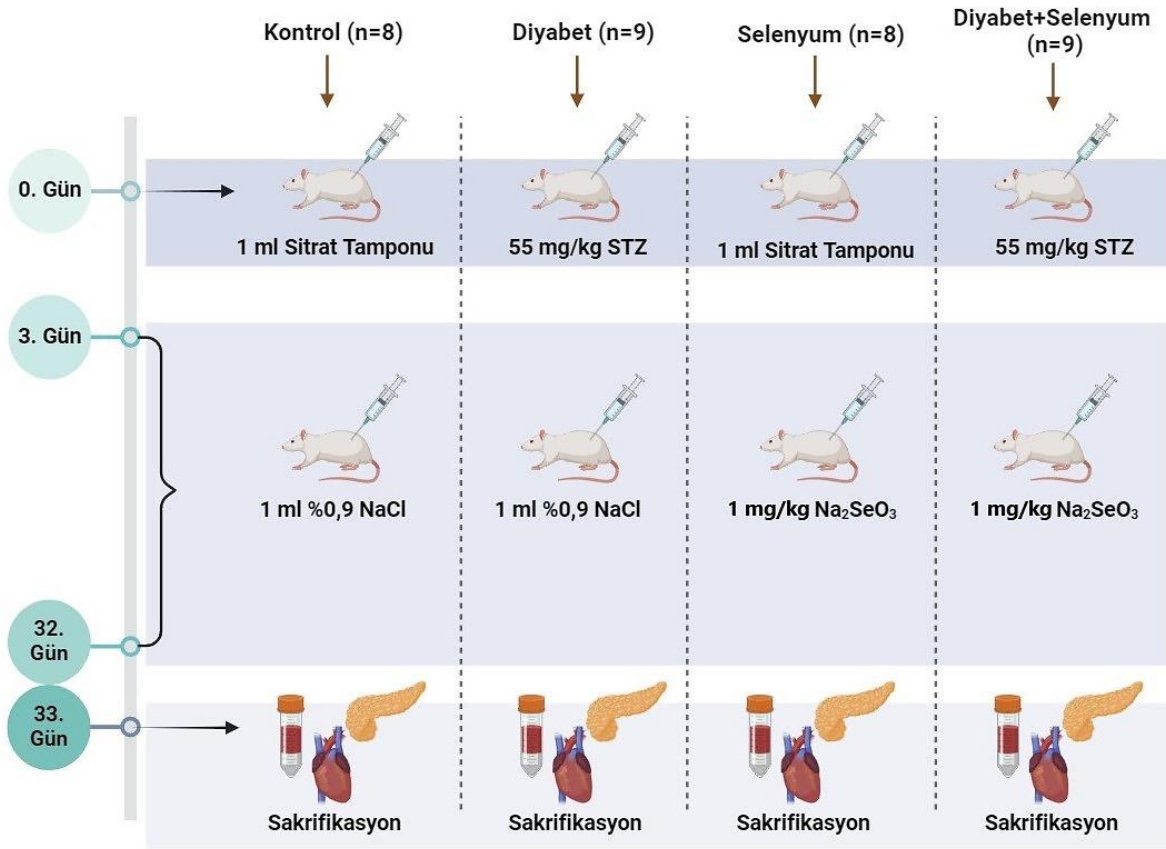 Kontrol (n=8)
Diyabet (n=9)
Selenyum (n=8)
Diyabet+Selenyum
(n=9)
0. Gün
1 ml Sitrat Tamponu
55 mg/kg STZ
1 ml Sitrat Tamponu
55 mg/kg STZ
3. Gün
1 ml %0,9 NaCl
1 ml %0,9 NaCl
1 mg/kg Na₂SeO₃
1 mg/kg Na₂SeO₃
32.
Gün
33.
Gün
Sakrifikasyon
Sakrifikasyon
Sakrifikasyon
Sakrifikasyon